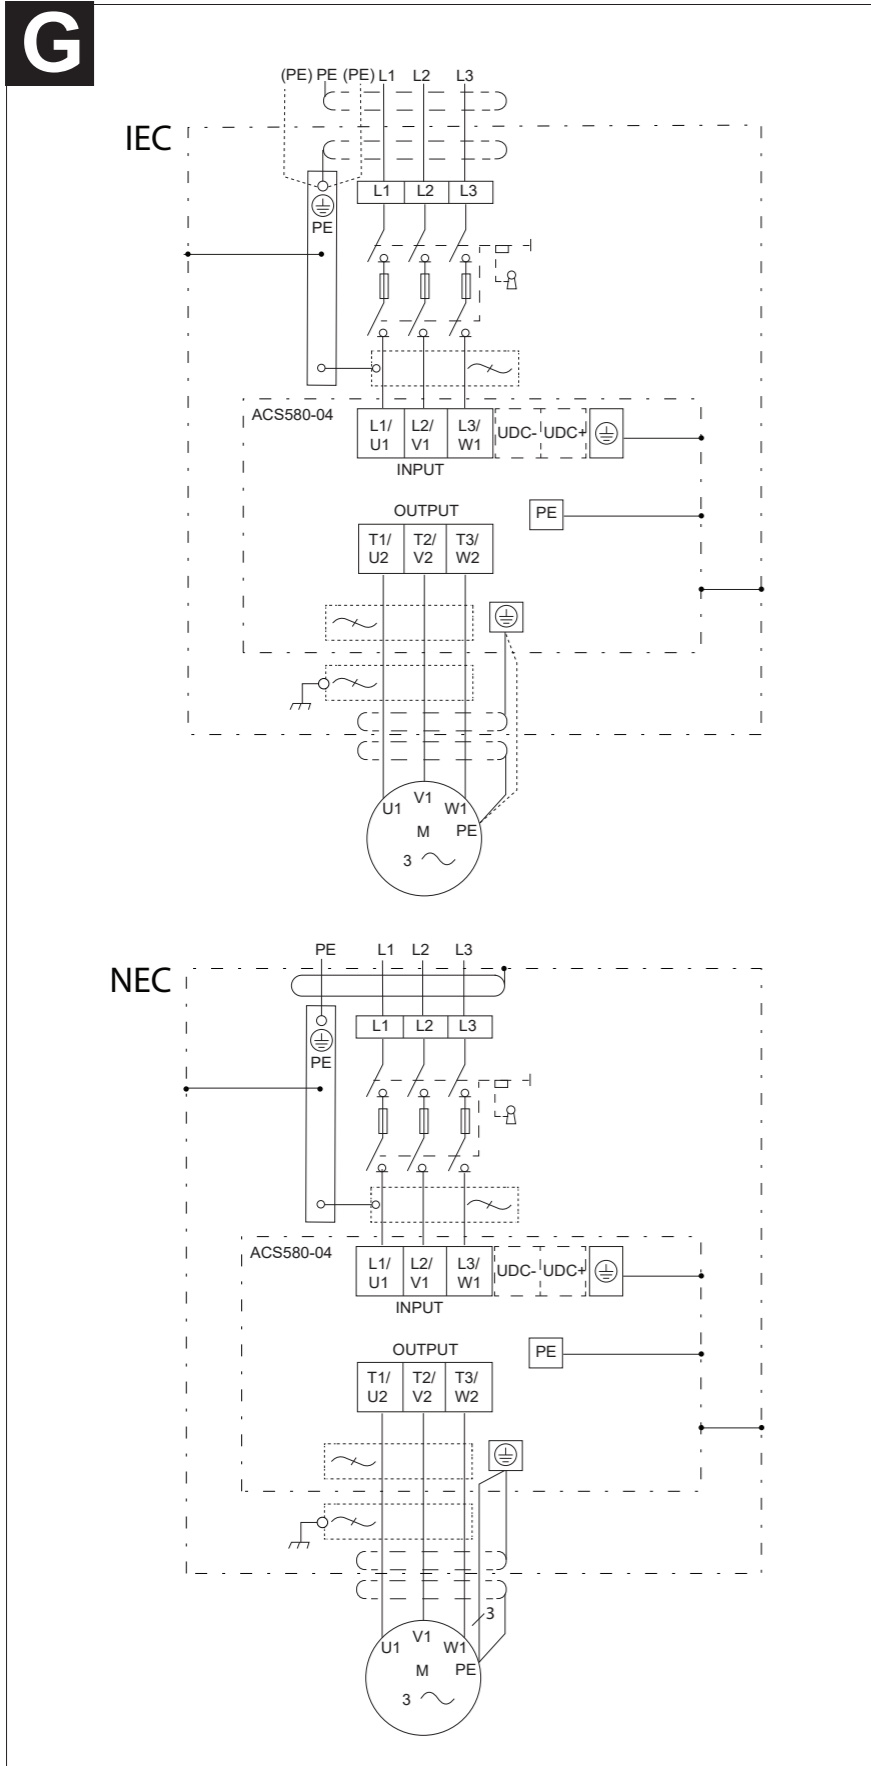 G
(PE) PE (PE) L1 L2 L3
IEC
L1 L2 L3
PE
ACS580-04
L1/ L2/ L3/
U1 V1 W1
UDC- UDC+
INPUT
OUTPUT
PE
T1/ T2/ T3/
U2 V2 W2
U1 V1 W1
M PE
3
PE L1 L2 L3
NEC
L1 L2 L3
PE
ACS580-04
L1/ L2/ L3/
U1 V1 W1
UDC- UDC+
INPUT
OUTPUT
PE
T1/ T2/ T3/
U2 V2 W2
3
U1 V1 W1
M PE
3